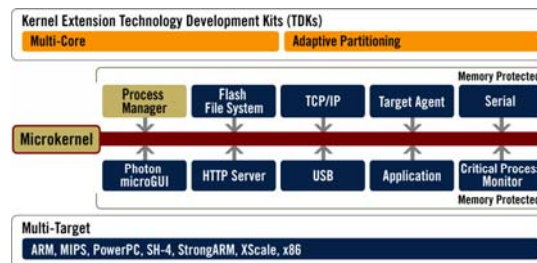 Kernel Extension Technology Development Kits (TDKs)
Multi-Core
Adaptive Partitioning
Memory Protected
Process
Manager
Flash
File System
TCP/IP
Target Agent
Serial
Microkernel
Photon
microGUI
HTTP Server
USB
Application
Critical Process
Monitor
Memory Protected
Multi-Target
ARM, MIPS, PowerPC, SH-4, StrongARM, XScale, x86